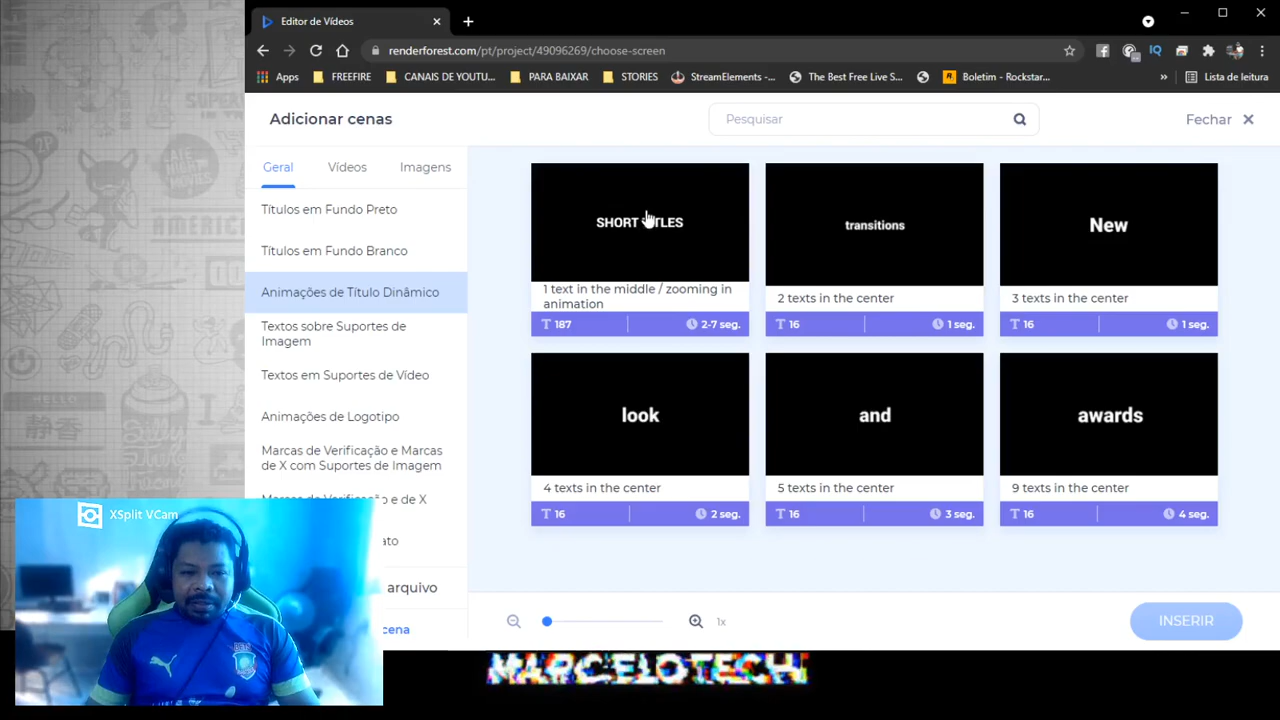 Editor de Vídeos
renderforest.com/pt/project/49096269/choose-screen
Apps
FREEFIRE
CANAIS DE YOUTU...
PARA BAIXAR
STORIES
StreamElements -...
The Best Free Live S...
Boletim - Rockstar...
»
Lista de leitura
Adicionar cenas
Pesquisar
Fechar
Geral
Vídeos
Imagens
Títulos em Fundo Preto
Títulos em Fundo Branco
Animações de Título Dinâmico
Textos sobre Suportes de
Imagem
Textos em Suportes de Vídeo
Animações de Logotipo
Marcas de Verificação e Marcas
de X com Suportes de Imagem
arquivo
cena
1 text in the middle / zooming in
animation
187
2-7 seg.
transitions
2 texts in the center
16
1 seg.
New
3 texts in the center
16
1 seg.
look
4 texts in the center
16
2 seg.
and
5 texts in the center
16
3 seg.
awards
9 texts in the center
16
4 seg.
1x
INSERIR
XSplit VCam
MARCELOTECH
HELLO
AMERICA
2P
IQ
SHORT